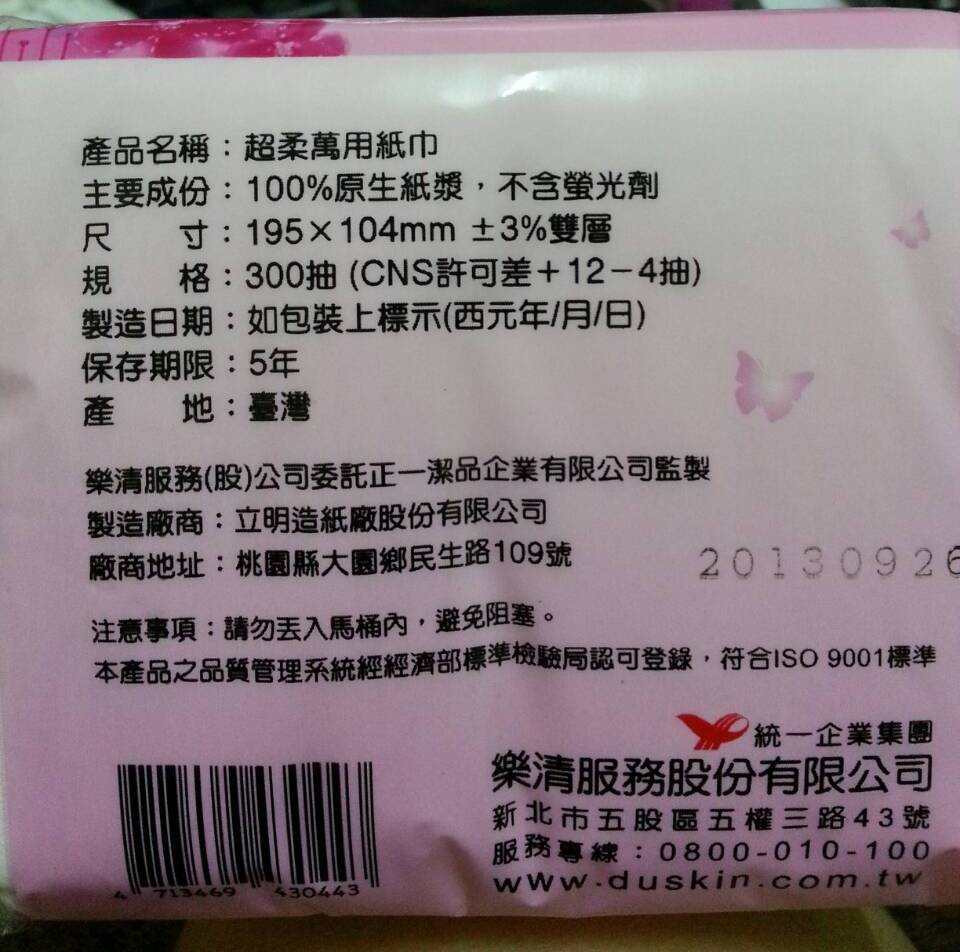 產品名稱：超柔萬用紙巾
主要成份：100%原生紙漿，不含螢光劑
尺　　寸：195×104mm ±3%雙層
規　　格：300抽 (CNS許可差＋12－4抽)
製造日期：如包裝上標示(西元年/月/日)
保存期限：5年
產　　地：臺灣
樂清服務(股)公司委託正一潔品企業有限公司監製
製造廠商：立明造紙廠股份有限公司
廠商地址：桃園縣大園鄉民生路109號
20130926
注意事項：請勿丟入馬桶內，避免阻塞。
本產品之品質管理系統經經濟部標準檢驗局認可登錄，符合ISO 9001標準
統一企業集團
樂清服務股份有限公司
新北市五股區五權三路43號
服務專線：0800-010-100
www.duskin.com.tw
4 713469 430443